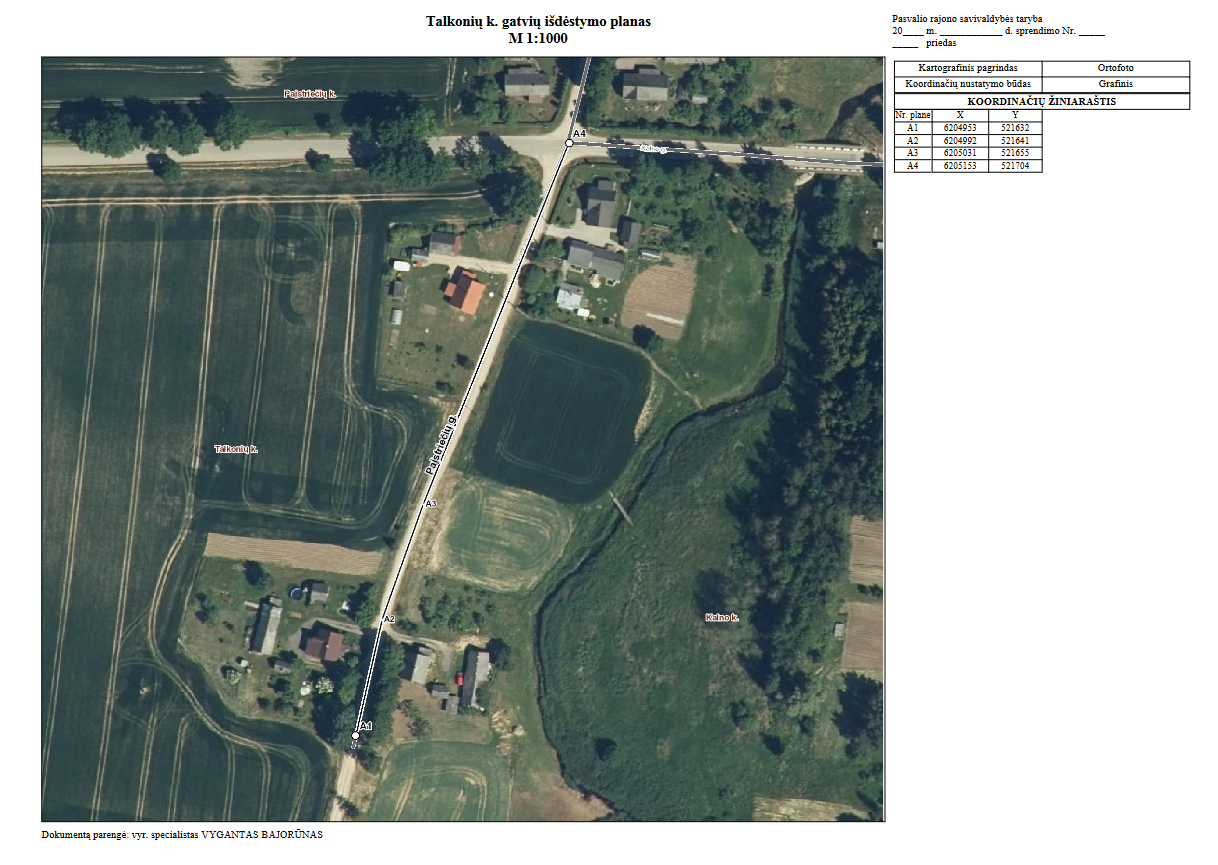 Talkonių k. gatvių išdėstymo planas
M 1:1000
Pasvalio rajono savivaldybės taryba
20____ m. ____________ d. sprendimo Nr. _____
_____ priedas
Kartografinis pagrindas Ortofoto
Koordinačių nustatymo būdas Grafinis
KOORDINAČIŲ ŽINIARAŠTIS
Nr. plane X Y
A1 6204953 521632
A2 6204992 521641
A3 6205031 521655
A4 6205153 521704
Pajstriečių k.
A4
Kalno g.
Pajstriečių g.
Talkonių k.
A3
A2
Kalno k.
A1
Dokumentą parengė: vyr. specialistas VYGANTAS BAJORŪNAS